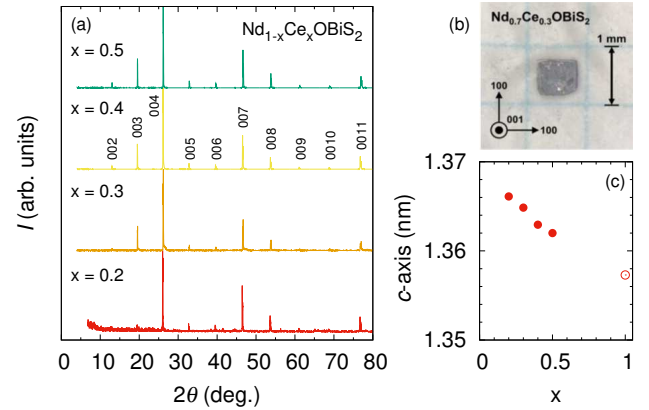 (a)
Nd1-xCexOBiS2
x = 0.5
x = 0.4
002
003
004
005
006
007
008
009
0010
0011
x = 0.3
x = 0.2
I (arb. units)
0 10 20 30 40 50 60 70 80
2θ (deg.)
(b)
Nd0.7Ce0.3OBiS2
1 mm
100
001
100
(c)
1.37
1.36
1.35
c-axis (nm)
0 0.5 1
x